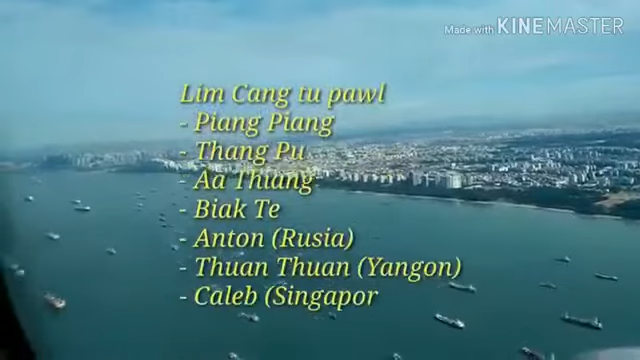 Made with KINEMASTER
Lim Cang tu pawl
- Piang Piang
- Thang Pu
- Aa Thiang
- Biak Te
- Anton (Rusia)
- Thuan Thuan (Yangon)
- Caleb (Singapor